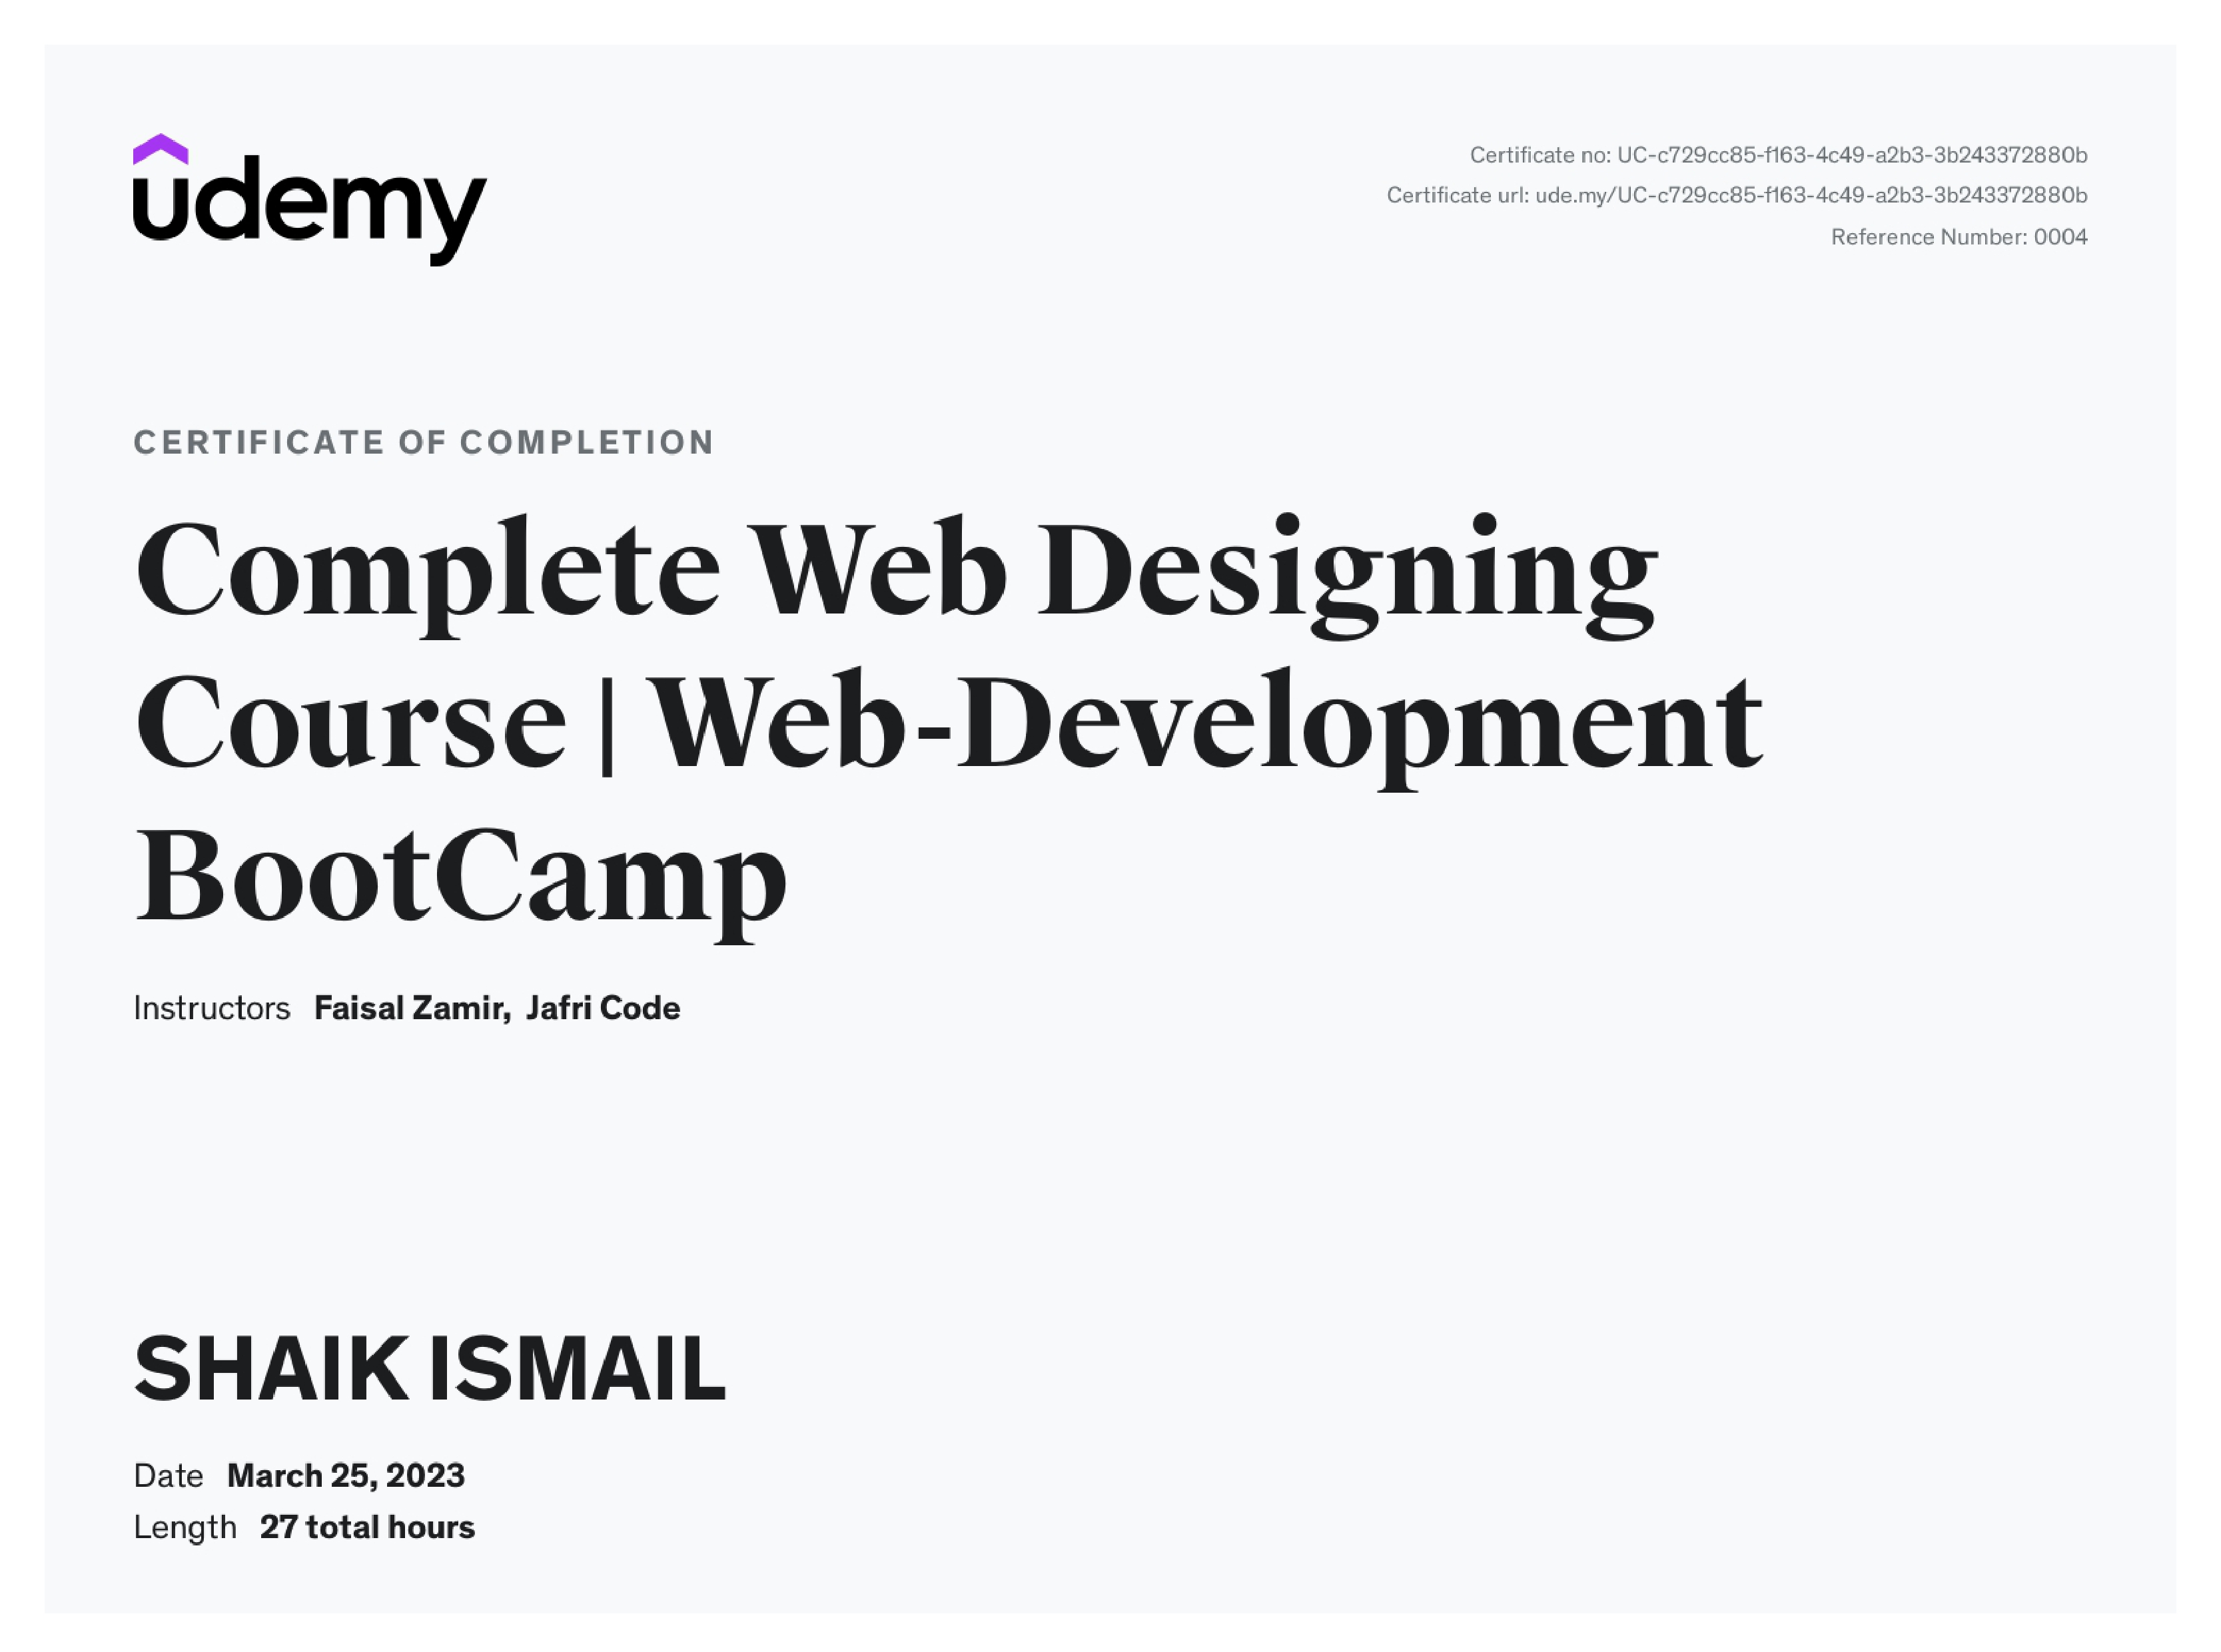 udemy
Certificate no: UC-c729cc85-f163-4c49-a2b3-3b243372880b
Certificate url: ude.my/UC-c729cc85-f163-4c49-a2b3-3b243372880b
Reference Number: 0004
CERTIFICATE OF COMPLETION
Complete Web Designing
Course | Web-Development
BootCamp
Instructors Faisal Zamir, Jafri Code
SHAIK ISMAIL
Date March 25, 2023
Length 27 total hours